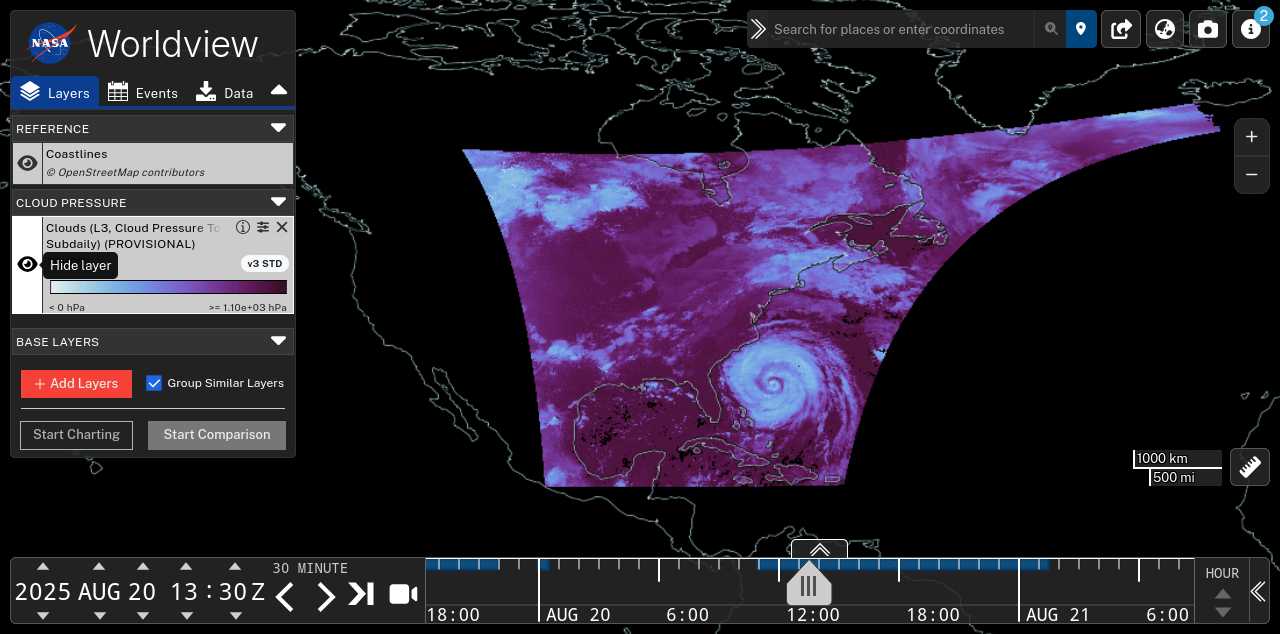 NASA Worldview
Search for places or enter coordinates
2
Layers Events Data
REFERENCE
Coastlines
© OpenStreetMap contributors
CLOUD PRESSURE
Clouds (L3, Cloud Pressure To
Subdaily) (PROVISIONAL)
Hide layer
v3 STD
< 0 hPa >= 1.10e+03 hPa
BASE LAYERS
+ Add Layers Group Similar Layers
Start Charting Start Comparison
+
−
1000 km
500 mi
2025 AUG 20 13 : 30 Z
30 MINUTE
18:00 AUG 20 6:00 12:00 18:00 AUG 21 6:00
HOUR